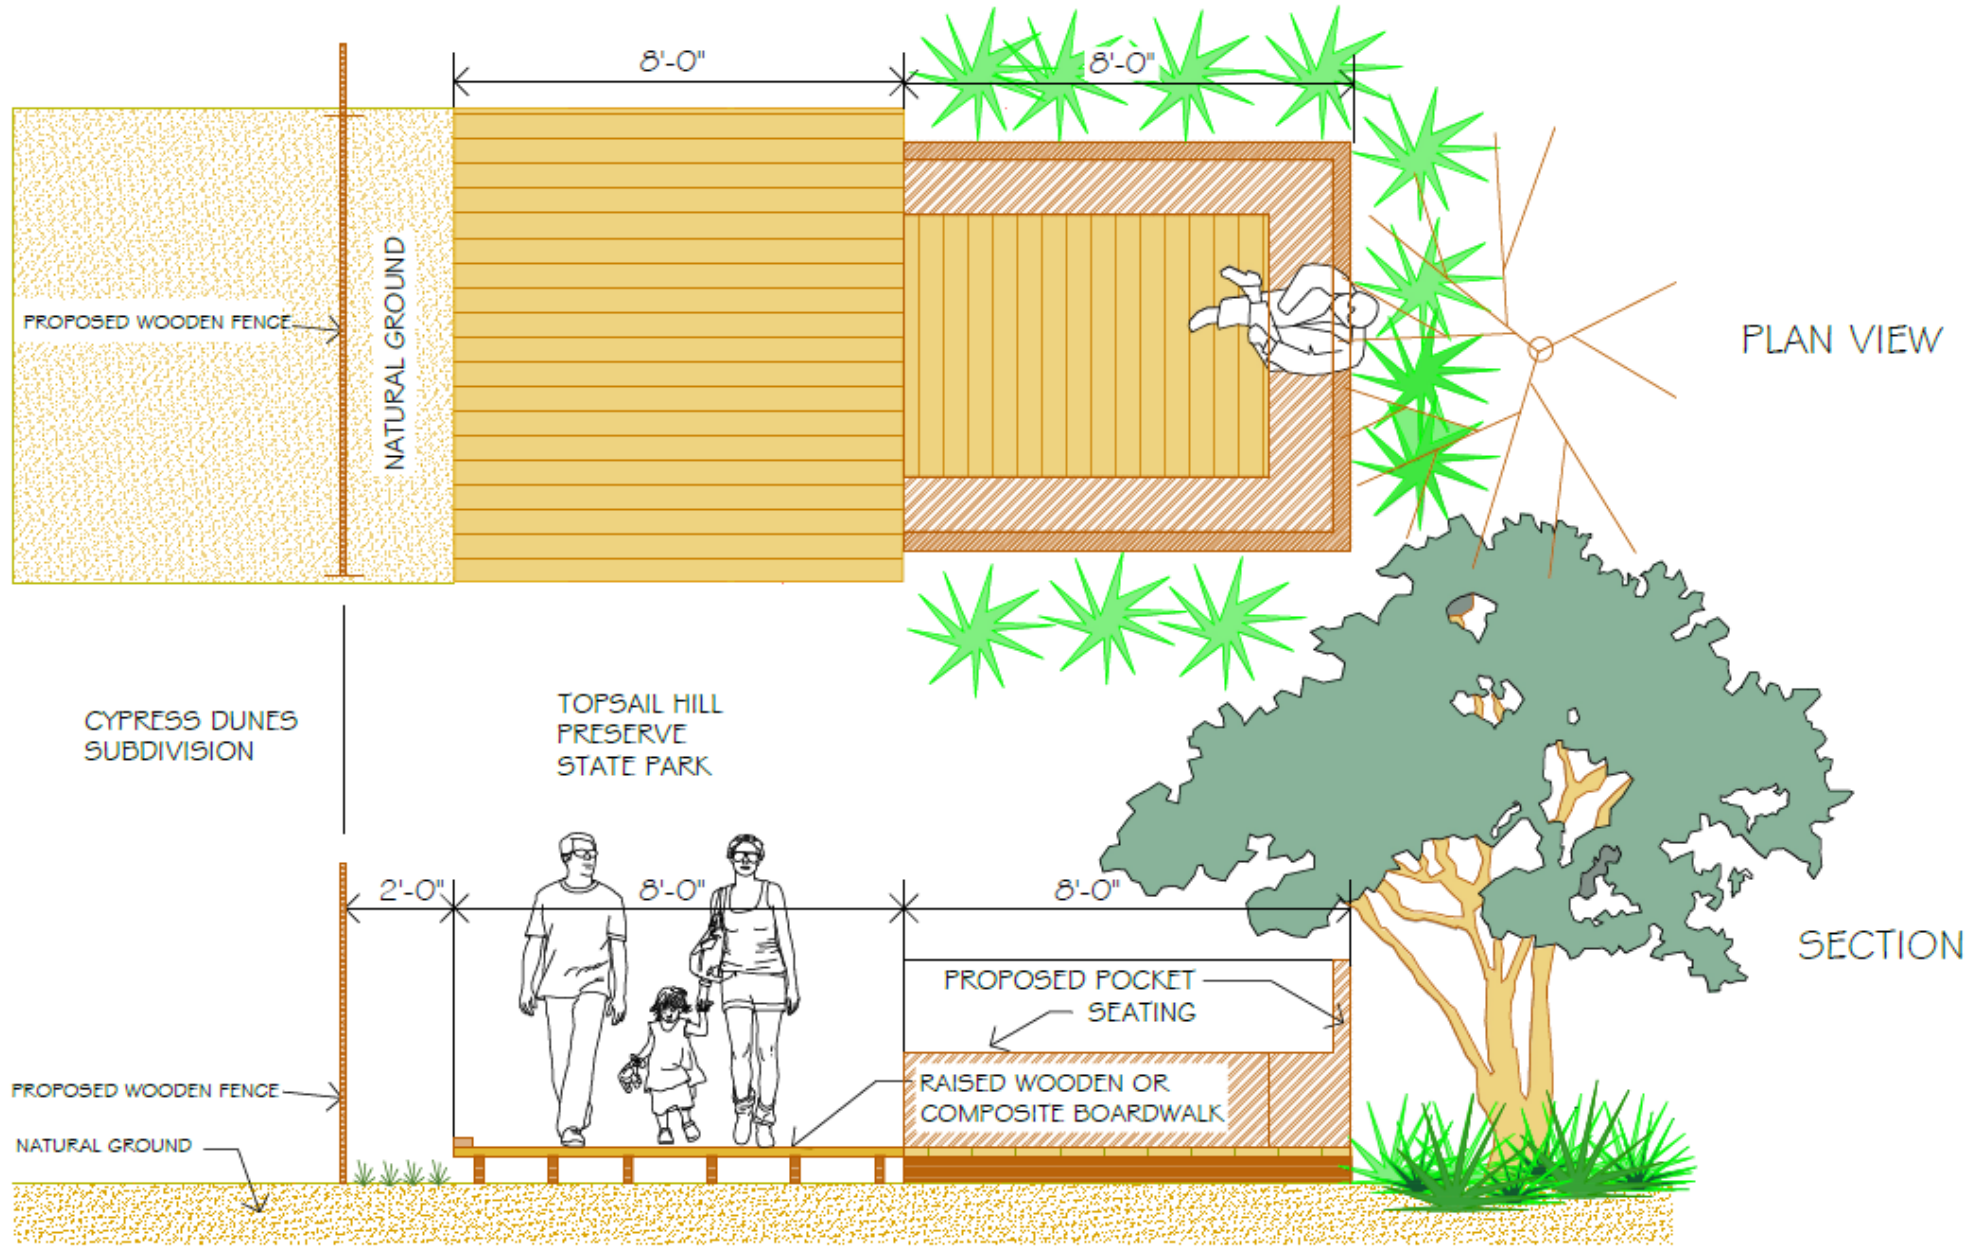 8'-0"
8'-0"
PROPOSED WOODEN FENCE
NATURAL GROUND
PLAN VIEW
CYPRESS DUNES
SUBDIVISION
TOPSAIL HILL
PRESERVE
STATE PARK
2'-0"
8'-0"
8'-0"
SECTION
PROPOSED POCKET
SEATING
RAISED WOODEN OR
COMPOSITE BOARDWALK
PROPOSED WOODEN FENCE
NATURAL GROUND